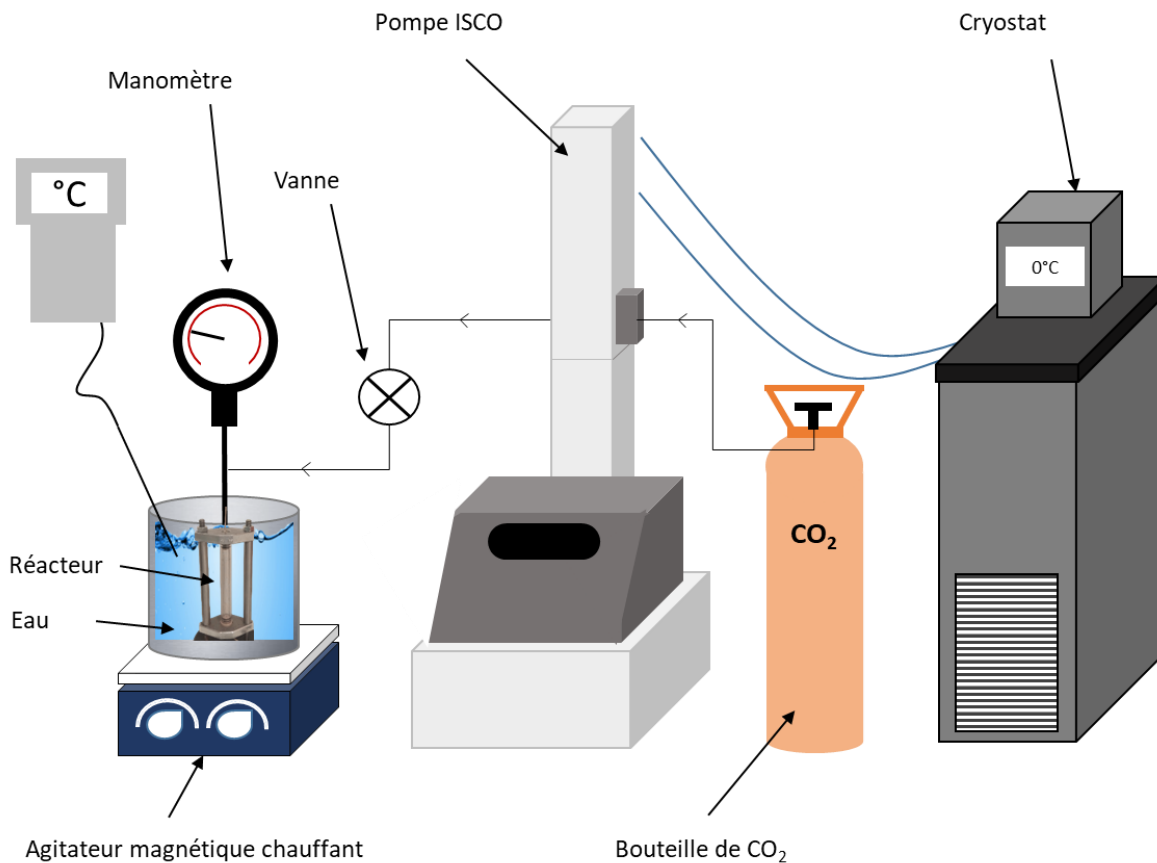 Pompe ISCO
Cryostat
Manomètre
Vanne
°C
0°C
CO₂
Réacteur
Eau
Agitateur magnétique chauffant
Bouteille de CO₂